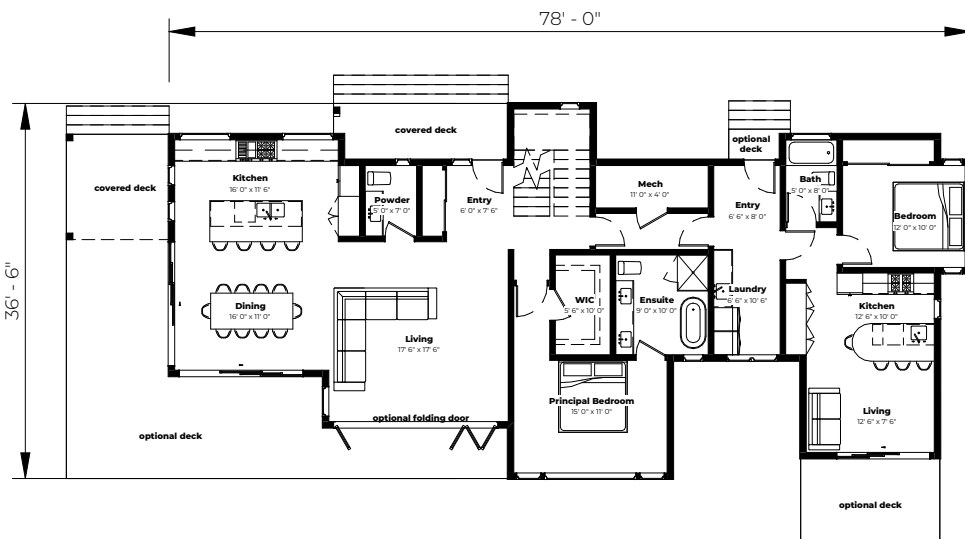 78' - 0"
36' - 6"
covered deck
covered deck
optional
deck
Kitchen
16' 0" x 11' 6"
Powder
5' 0" x 7' 0"
Entry
6' 0" x 7' 6"
Mech
11' 0" x 4' 0"
Entry
6' 6" x 8' 0"
Bath
5' 0" x 8' 0"
Bedroom
12' 0" x 10' 0"
Dining
16' 0" x 11' 0"
Living
17' 6" x 17' 6"
WIC
5' 6" x 10' 0"
Ensuite
9' 0" x 10' 0"
Laundry
6' 6" x 10' 6"
Kitchen
12' 6" x 10' 0"
Principal Bedroom
15' 0" x 11' 0"
Living
12' 6" x 7' 6"
optional folding door
optional deck
optional deck